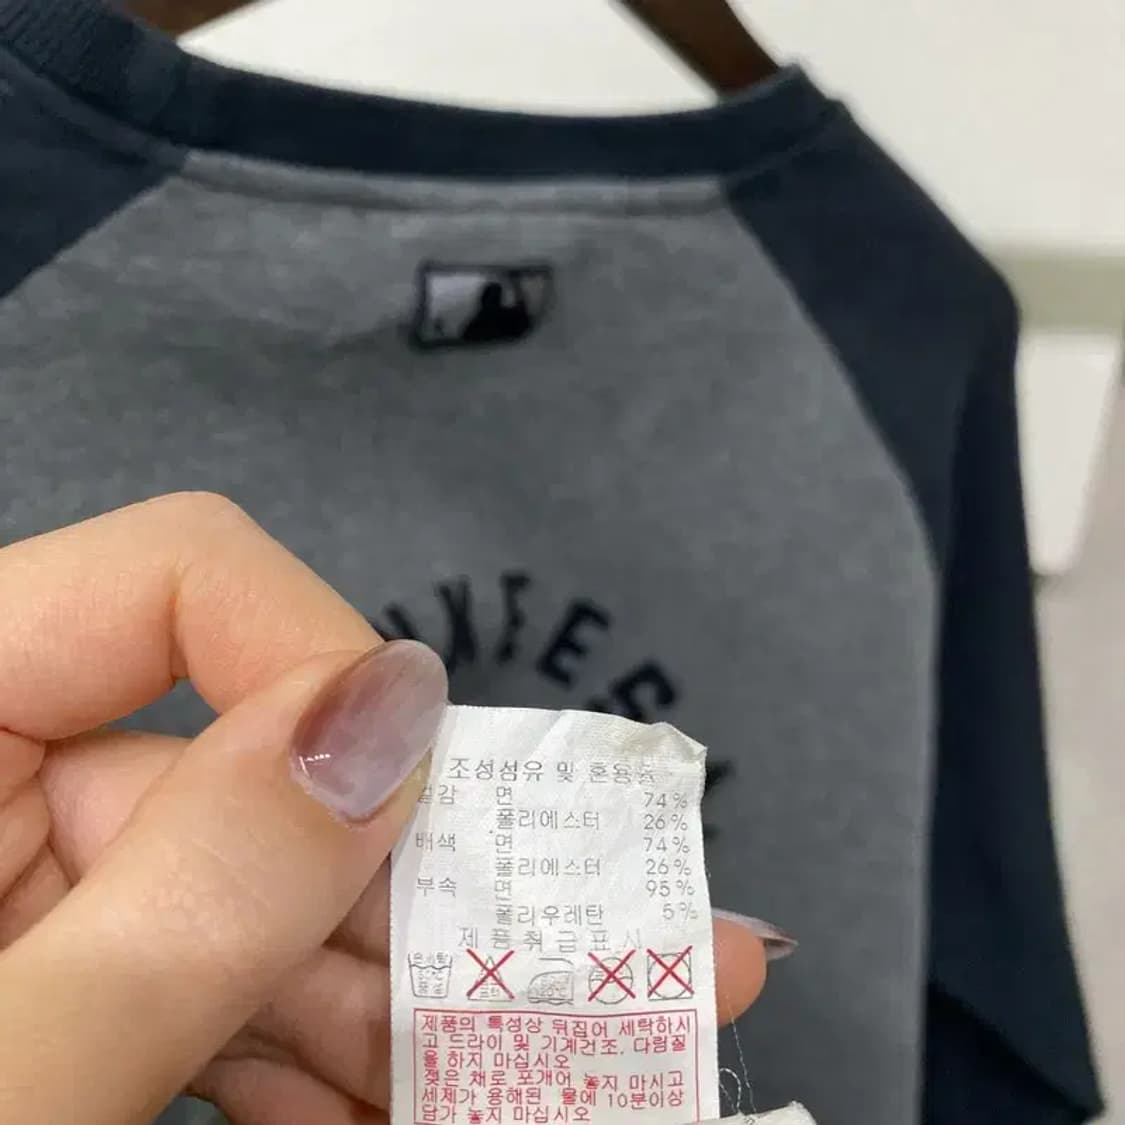 NKEES
조성섬유 및 혼용율
겉감 면 74%
폴리에스터 26%
배색 면 74%
폴리에스터 26%
부속 면 95%
폴리우레탄 5%
제품취급표시
제품의 특성상 뒤집어 세탁하시
고 드라이 및 기계건조, 다림질
을 하지 마십시오
젖은 채로 포개어 놓지 마시고
세제가 용해된 물에 10분이상
담가 놓지 마십시오